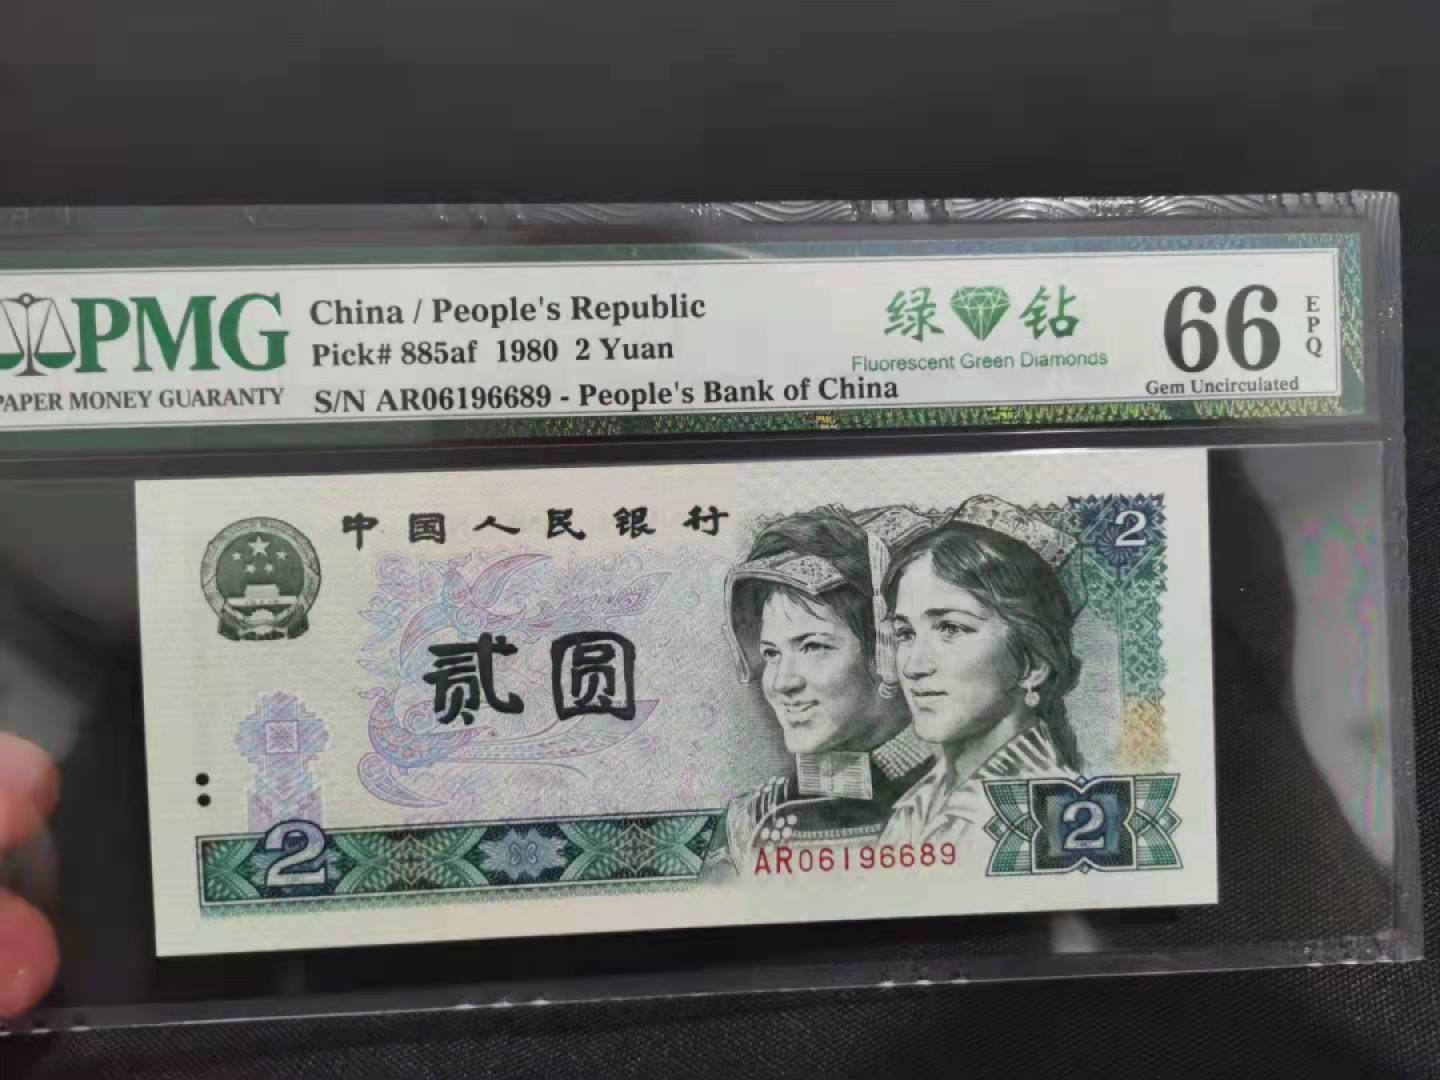 PMG
PAPER MONEY GUARANTY
China / People's Republic
Pick# 885af 1980 2 Yuan
S/N AR06196689 - People's Bank of China
绿钻
Fluorescent Green Diamonds
66
EPQ
Gem Uncirculated
中国人民银行
2
贰圆
2
AR06196689
2